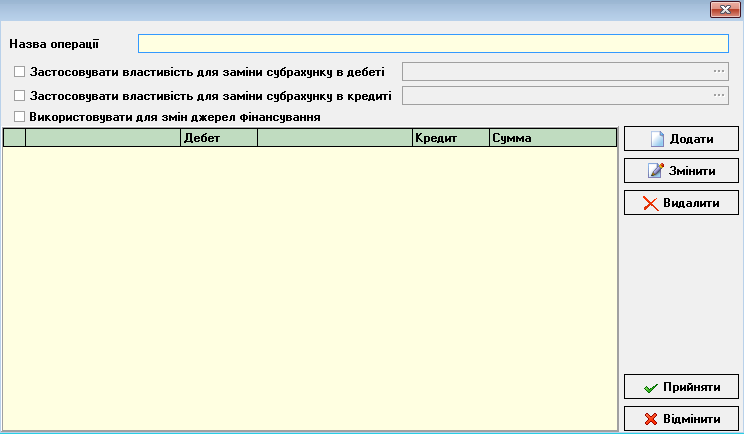 Назва операції
Застосовувати властивість для заміни субрахунку в дебеті ...
Застосовувати властивість для заміни субрахунку в кредиті ...
Використовувати для змін джерел фінансування
Дебет Кредит Сумма
Додати
Змінити
Видалити
Прийняти
Відмінити